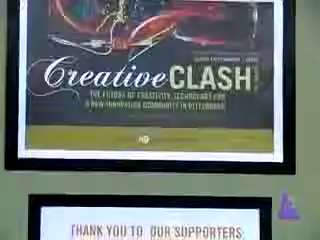 Creative CLASH
THE FUTURE OF CREATIVITY, TECHNOLOGY AND
A NEW INNOVATION COMMUNITY IN PITTSBURGH
THANK YOU TO OUR SUPPORTERS: